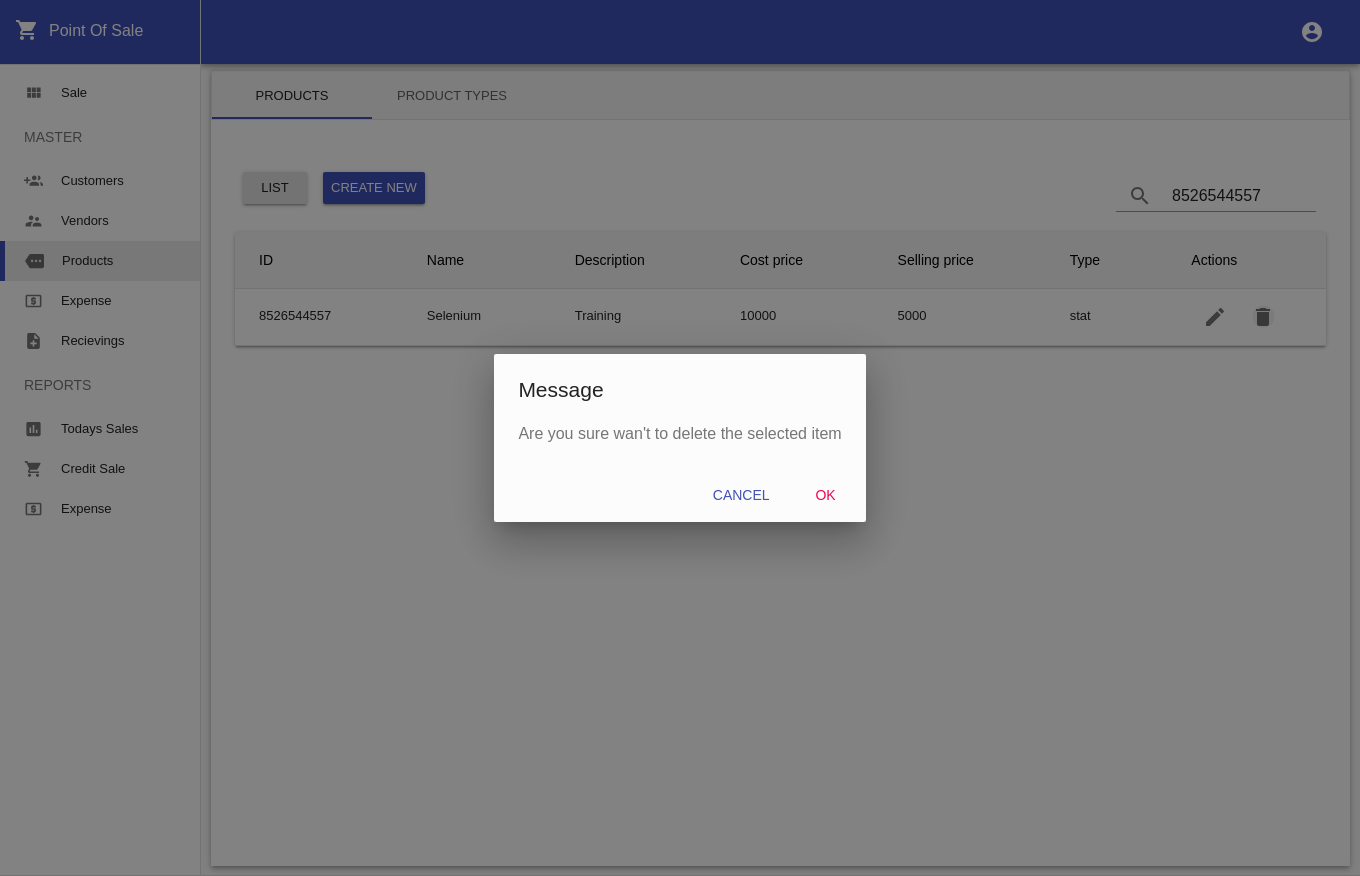 Point Of Sale
Sale
MASTER
Customers
Vendors
Products
Expense
Recievings
REPORTS
Todays Sales
Credit Sale
Expense
PRODUCTS PRODUCT TYPES
LIST CREATE NEW 8526544557
ID Name Description Cost price Selling price Type Actions
8526544557 Selenium Training 10000 5000 stat
Message
Are you sure wan't to delete the selected item
CANCEL OK